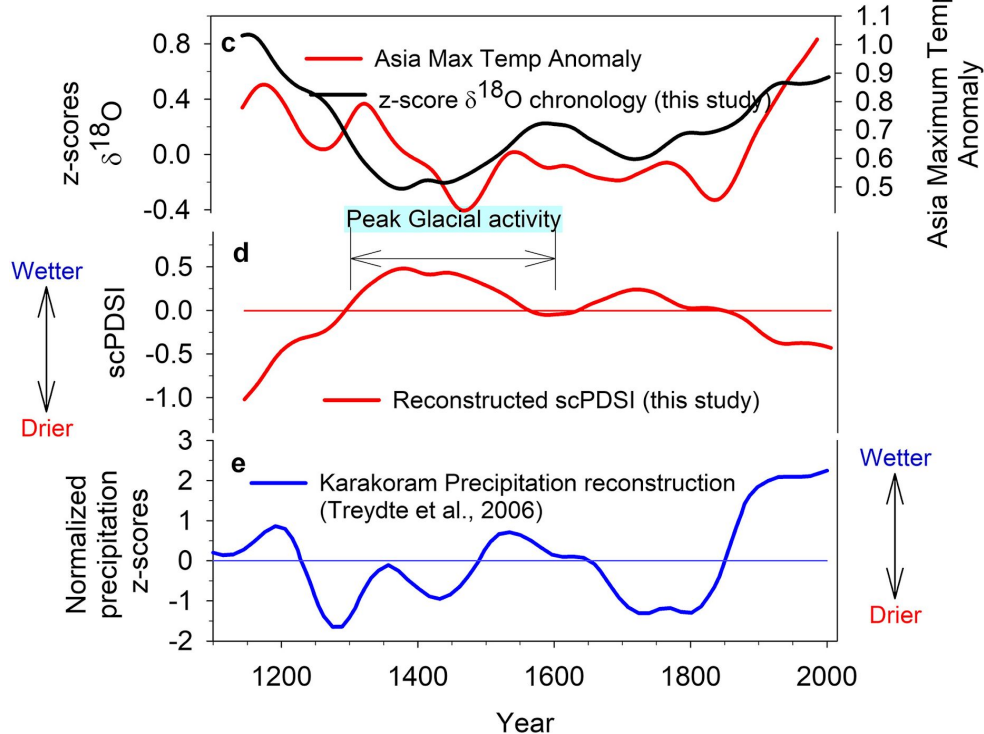 c
Asia Max Temp Anomaly
z-score δ18O chronology (this study)
z-scores
δ18O
0.8
0.4
0.0
-0.4
1.1
1.0
0.9
0.8
0.7
0.6
0.5
Asia Maximum Temp
Anomaly
Peak Glacial activity
d
Wetter
Drier
scPDSI
0.5
0.0
-0.5
-1.0
Reconstructed scPDSI (this study)
e
Karakoram Precipitation reconstruction
(Treydte et al., 2006)
Normalized
precipitation
z-scores
3
2
1
0
-1
-2
Wetter
Drier
1200 1400 1600 1800 2000
Year